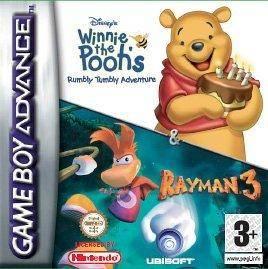 GAME BOY ADVANCE
Disney's
Winnie
the
Pooh's
Rumbly Tumbly Adventure
&
RAYMAN 3
LICENSED BY
Nintendo
UBISOFT
3+
www.pegi.info